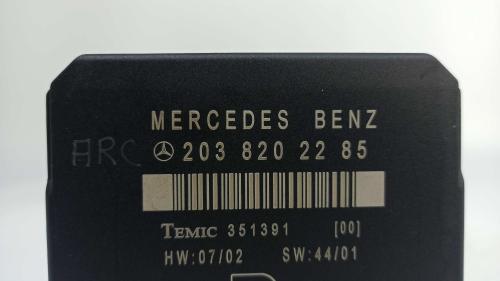 MERCEDES BENZ
ARC 203 820 22 85
TEMIC 351391 [00]
HW:07/02 SW:44/01